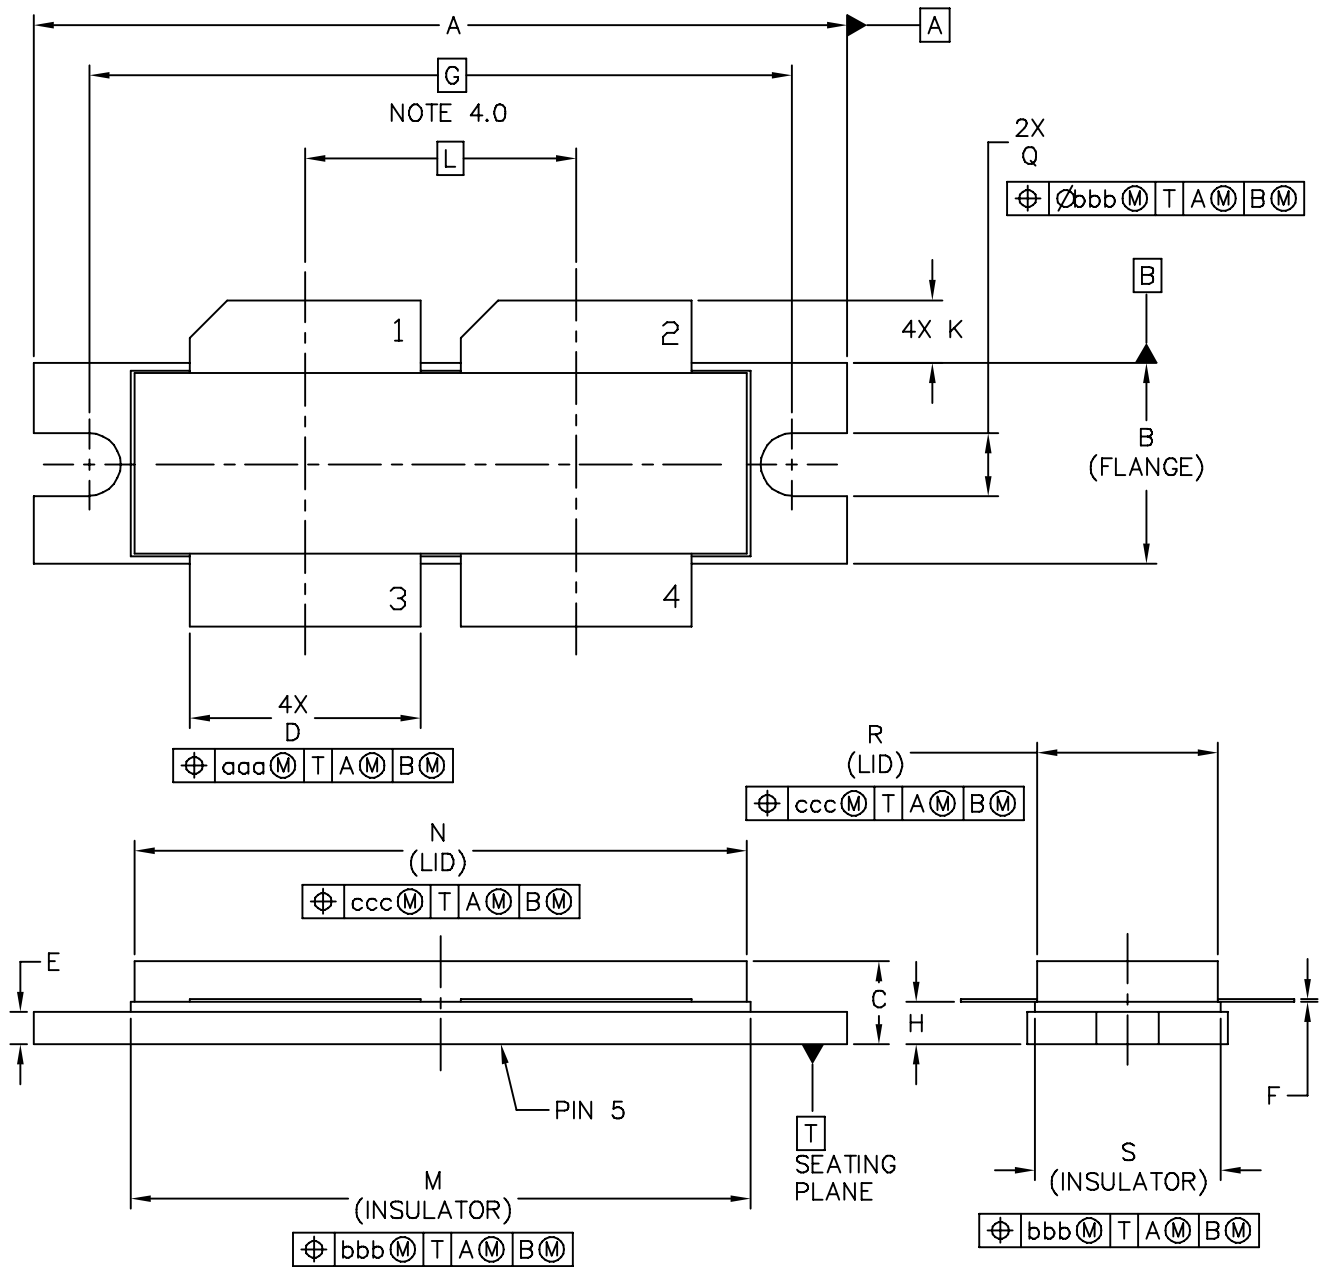 A
A
G
NOTE 4.0
L
2X
Q
⌖ Øbbb Ⓜ T A Ⓜ B Ⓜ
B
1
2
4X K
B
(FLANGE)
3
4
4X
D
⌖ aaa Ⓜ T A Ⓜ B Ⓜ
R
(LID)
⌖ ccc Ⓜ T A Ⓜ B Ⓜ
N
(LID)
⌖ ccc Ⓜ T A Ⓜ B Ⓜ
E
C
H
F
PIN 5
T
SEATING
PLANE
M
(INSULATOR)
⌖ bbb Ⓜ T A Ⓜ B Ⓜ
S
(INSULATOR)
⌖ bbb Ⓜ T A Ⓜ B Ⓜ